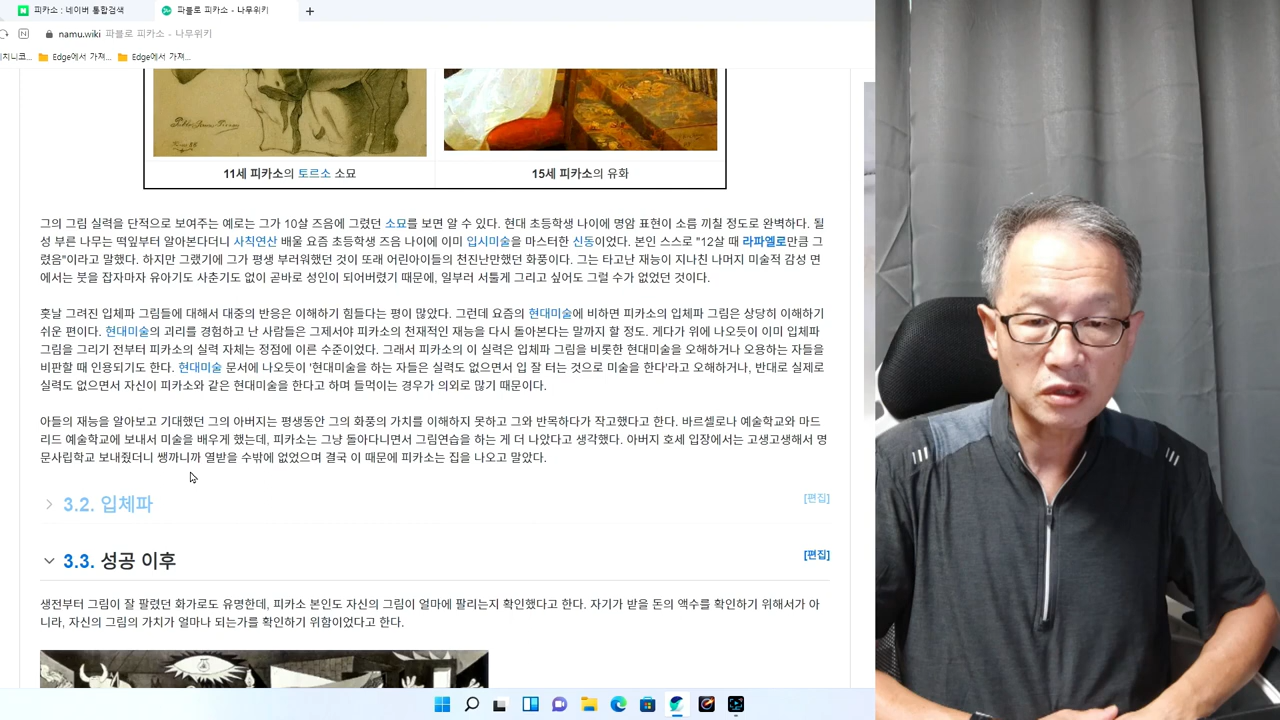 피카소 : 네이버 통합검색
파블로 피카소 - 나무위키
namu.wiki 파블로 피카소 - 나무위키
치니코... Edge에서 가져... Edge에서 가져...
11세 피카소의 토르소 소묘
15세 피카소의 유화
그의 그림 실력을 단적으로 보여주는 예로는 그가 10살 즈음에 그렸던 소묘를 보면 알 수 있다. 현대 초등학생 나이에 명암 표현이 소름 끼칠 정도로 완벽하다. 될
성 부른 나무는 떡잎부터 알아본다더니 사칙연산 배울 요즘 초등학생 즈음 나이에 이미 입시미술을 마스터한 신동이었다. 본인 스스로 "12살 때 라파엘로만큼 그
렸음"이라고 말했다. 하지만 그랬기에 그가 평생 부러워했던 것이 또래 어린아이들의 천진난만했던 화풍이다. 그는 타고난 재능이 지나친 나머지 미술적 감성 면
에서는 붓을 잡자마자 유아기도 사춘기도 없이 곧바로 성인이 되어버렸기 때문에, 일부러 서툴게 그리고 싶어도 그럴 수가 없었던 것이다.
훗날 그려진 입체파 그림들에 대해서 대중의 반응은 이해하기 힘들다는 평이 많았다. 그런데 요즘의 현대미술에 비하면 피카소의 입체파 그림은 상당히 이해하기
쉬운 편이다. 현대미술의 괴리를 경험하고 난 사람들은 그제서야 피카소의 천재적인 재능을 다시 돌아본다는 말까지 할 정도. 게다가 위에 나오듯이 이미 입체파
그림을 그리기 전부터 피카소의 실력 자체는 정점에 이른 수준이었다. 그래서 피카소의 이 실력은 입체파 그림을 비롯한 현대미술을 오해하거나 오용하는 자들을
비판할 때 인용되기도 한다. 현대미술 문서에 나오듯이 '현대미술을 하는 자들은 실력도 없으면서 입 잘 터는 것으로 미술을 한다'라고 오해하거나, 반대로 실제로
실력도 없으면서 자신이 피카소와 같은 현대미술을 한다고 하며 들먹이는 경우가 의외로 많기 때문이다.
아들의 재능을 알아보고 기대했던 그의 아버지는 평생동안 그의 화풍의 가치를 이해하지 못하고 그와 반목하다가 작고했다고 한다. 바르셀로나 예술학교와 마드
리드 예술학교에 보내서 미술을 배우게 했는데, 피카소는 그냥 돌아다니면서 그림연습을 하는 게 더 나았다고 생각했다. 아버지 호세 입장에서는 고생고생해서 명
문사립학교 보내줬더니 쌩까니까 열받을 수밖에 없었으며 결국 이 때문에 피카소는 집을 나오고 말았다.
3.2. 입체파 [편집]
3.3. 성공 이후 [편집]
생전부터 그림이 잘 팔렸던 화가로도 유명한데, 피카소 본인도 자신의 그림이 얼마에 팔리는지 확인했다고 한다. 자기가 받을 돈의 액수를 확인하기 위해서가 아
니라, 자신의 그림의 가치가 얼마나 되는가를 확인하기 위함이었다고 한다.